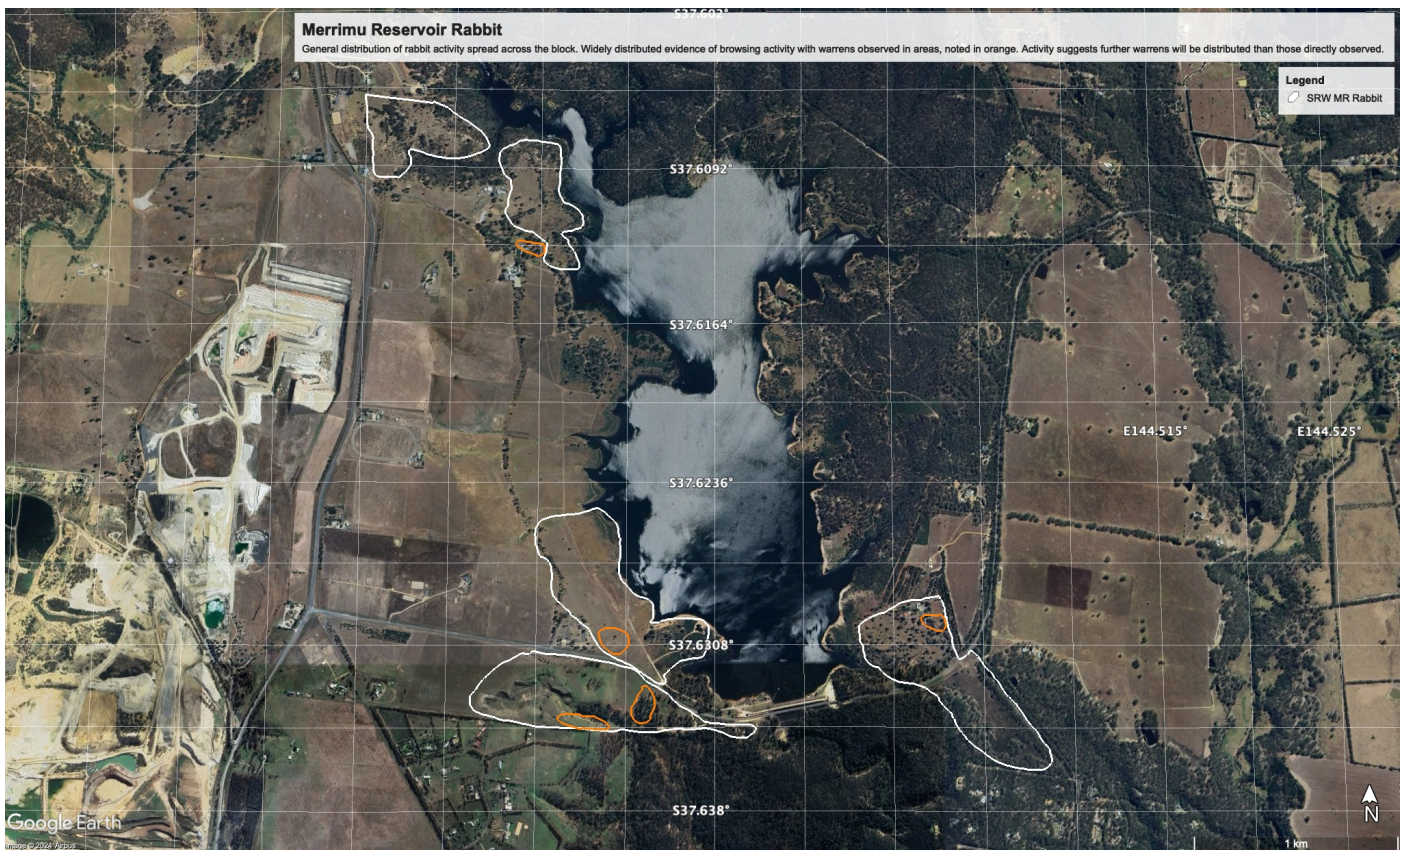 S37.602°
Merrimu Reservoir Rabbit
General distribution of rabbit activity spread across the block. Widely distributed evidence of browsing activity with warrens observed in areas, noted in orange. Activity suggests further warrens will be distributed than those directly observed.
Legend
SRW MR Rabbit
S37.6092°
S37.6164°
E144.515°
E144.525°
S37.6236°
S37.6308°
S37.638°
N
Google Earth
Image © 2024 Airbus
1 km